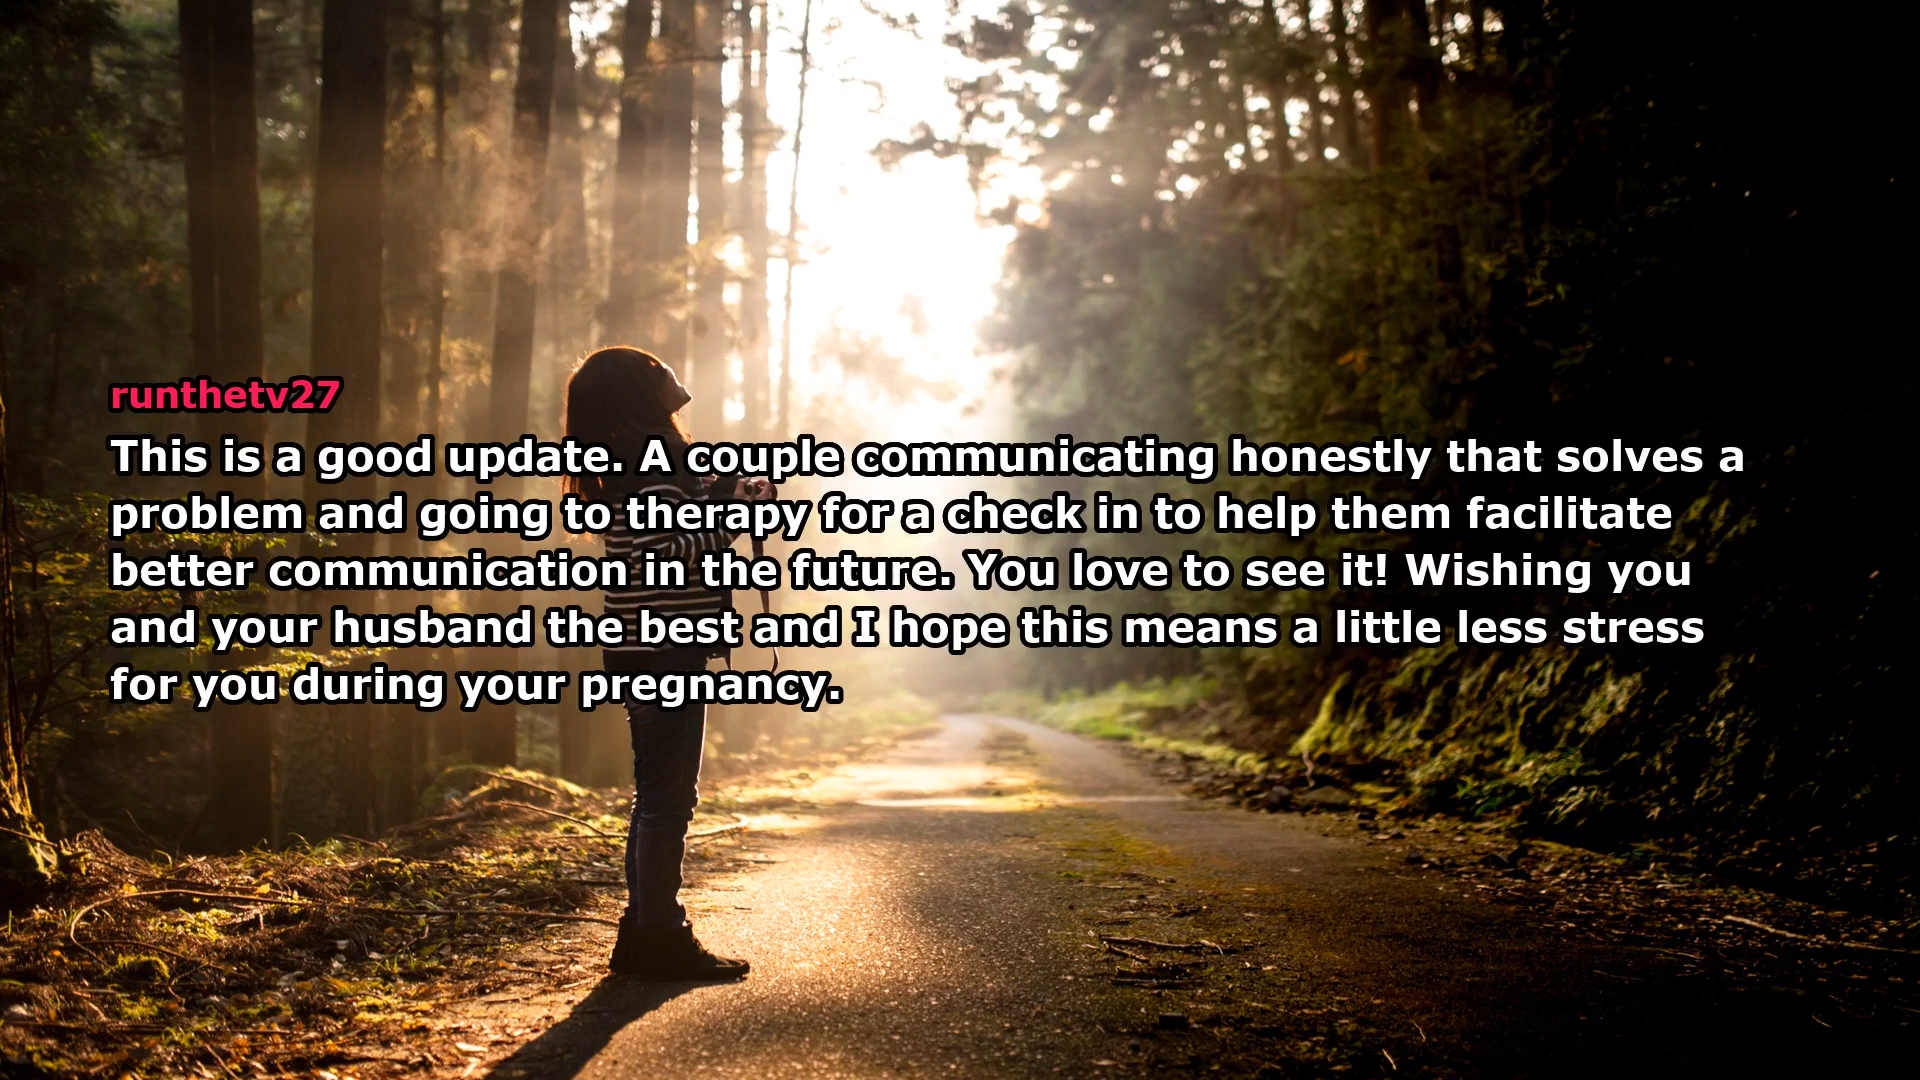 runthetv27
This is a good update. A couple communicating honestly that solves a
problem and going to therapy for a check in to help them facilitate
better communication in the future. You love to see it! Wishing you
and your husband the best and I hope this means a little less stress
for you during your pregnancy.